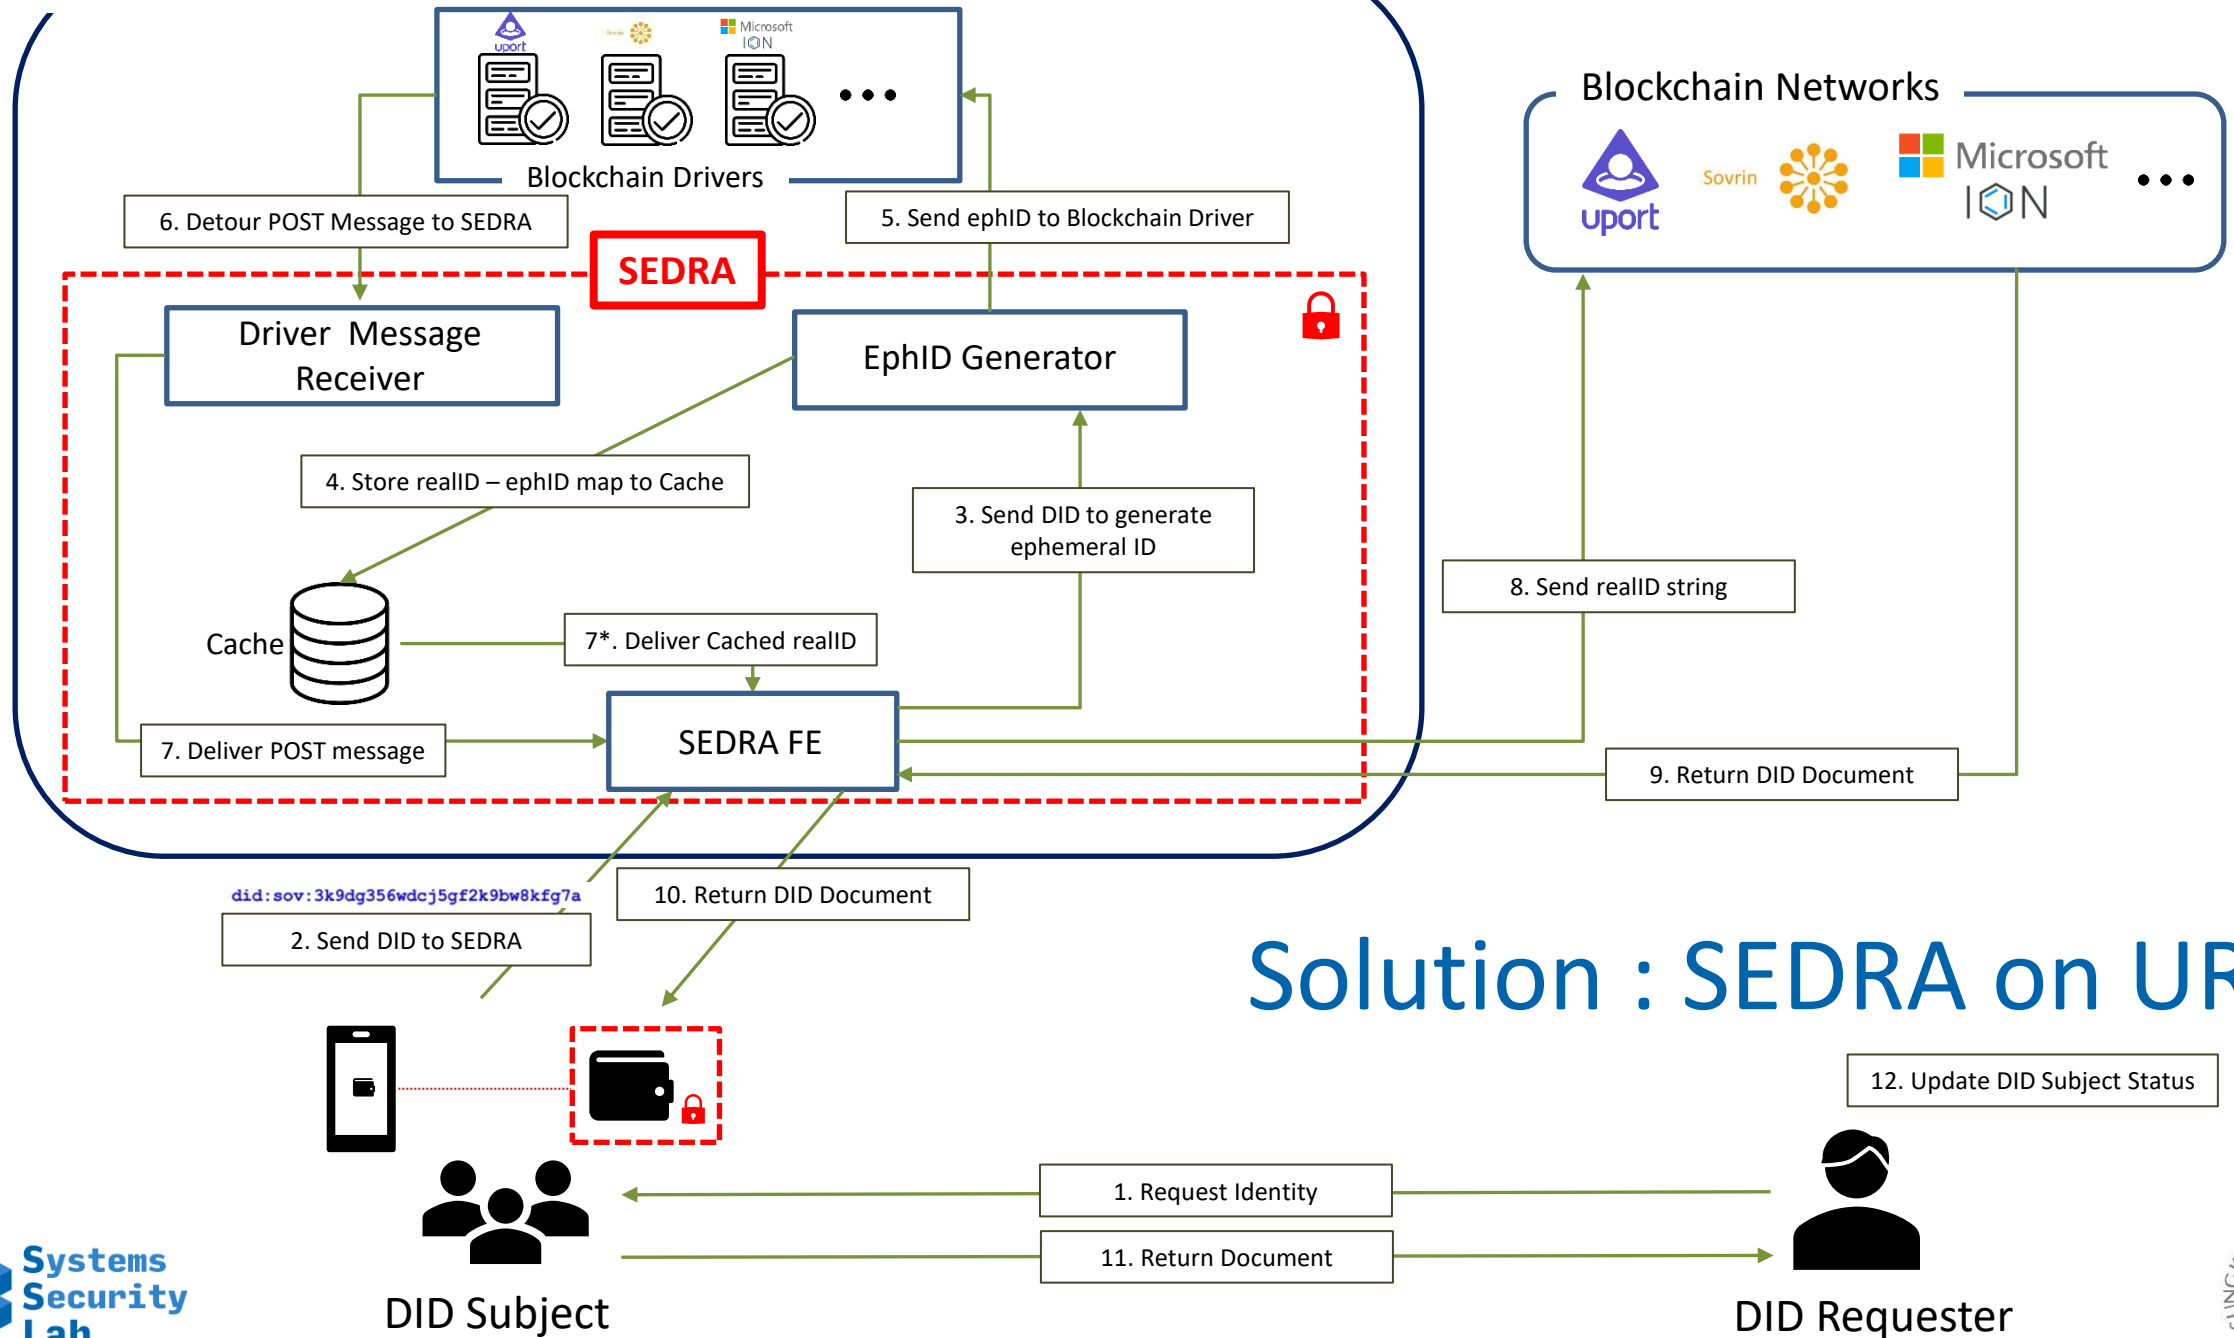 uport
Sovrin
Microsoft
ION
Blockchain Drivers
Blockchain Networks
uport
Sovrin
Microsoft
ION
6. Detour POST Message to SEDRA
5. Send ephID to Blockchain Driver
SEDRA
Driver Message
Receiver
EphID Generator
4. Store realID – ephID map to Cache
3. Send DID to generate
ephemeral ID
8. Send realID string
Cache
7*. Deliver Cached realID
7. Deliver POST message
SEDRA FE
9. Return DID Document
did:sov:3k9dg356wdcj5gf2k9bw8kfg7a
2. Send DID to SEDRA
10. Return DID Document
Solution : SEDRA on UR
12. Update DID Subject Status
1. Request Identity
11. Return Document
Systems
Security
Lab
DID Subject
DID Requester